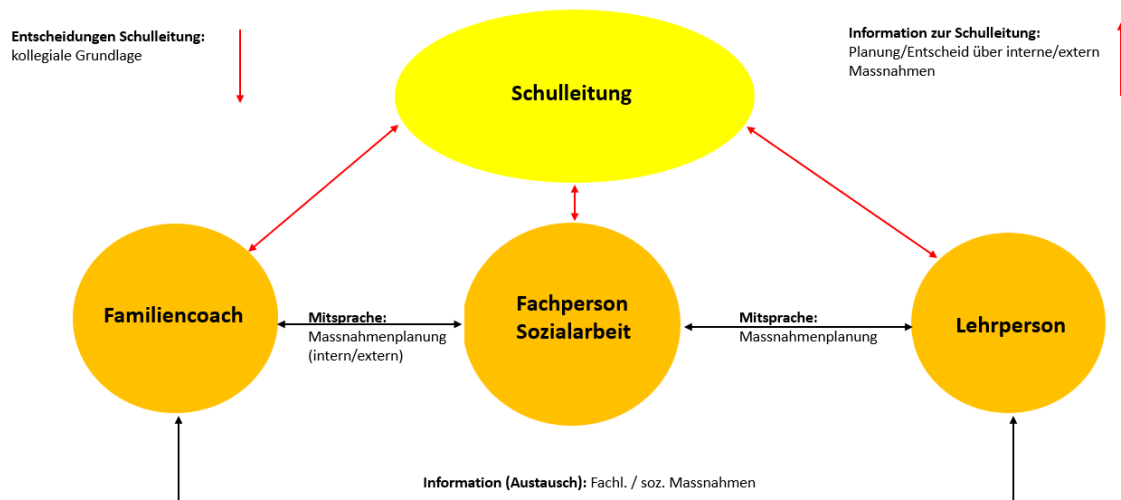 Entscheidungen Schulleitung:
kollegiale Grundlage
Information zur Schulleitung:
Planung/Entscheid über interne/extern
Massnahmen
Schulleitung
Familiencoach
Mitsprache:
Massnahmenplanung
(intern/extern)
Fachperson
Sozialarbeit
Mitsprache:
Massnahmenplanung
Lehrperson
Information (Austausch): Fachl. / soz. Massnahmen